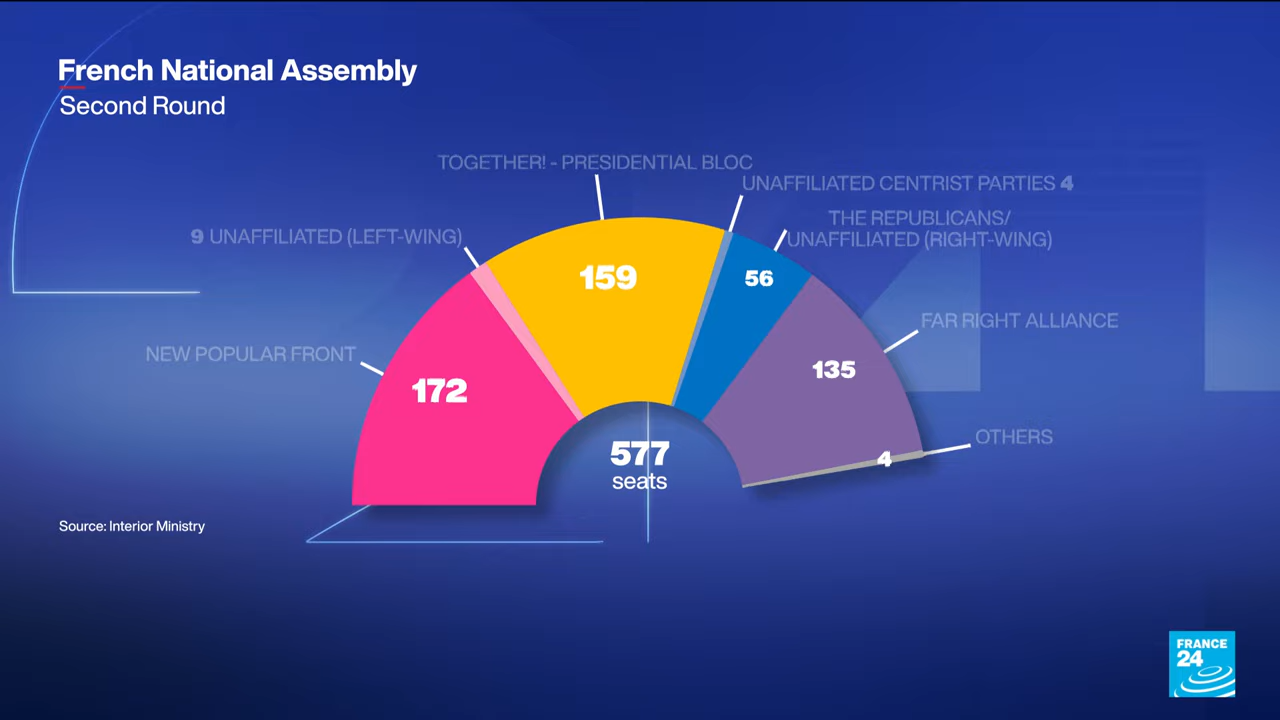 French National Assembly
Second Round
TOGETHER! - PRESIDENTIAL BLOC
UNAFFILIATED CENTRIST PARTIES 4
THE REPUBLICANS/
UNAFFILIATED (RIGHT-WING)
9 UNAFFILIATED (LEFT-WING)
159
56
FAR RIGHT ALLIANCE
NEW POPULAR FRONT
135
172
OTHERS
4
577
seats
Source: Interior Ministry
FRANCE
24